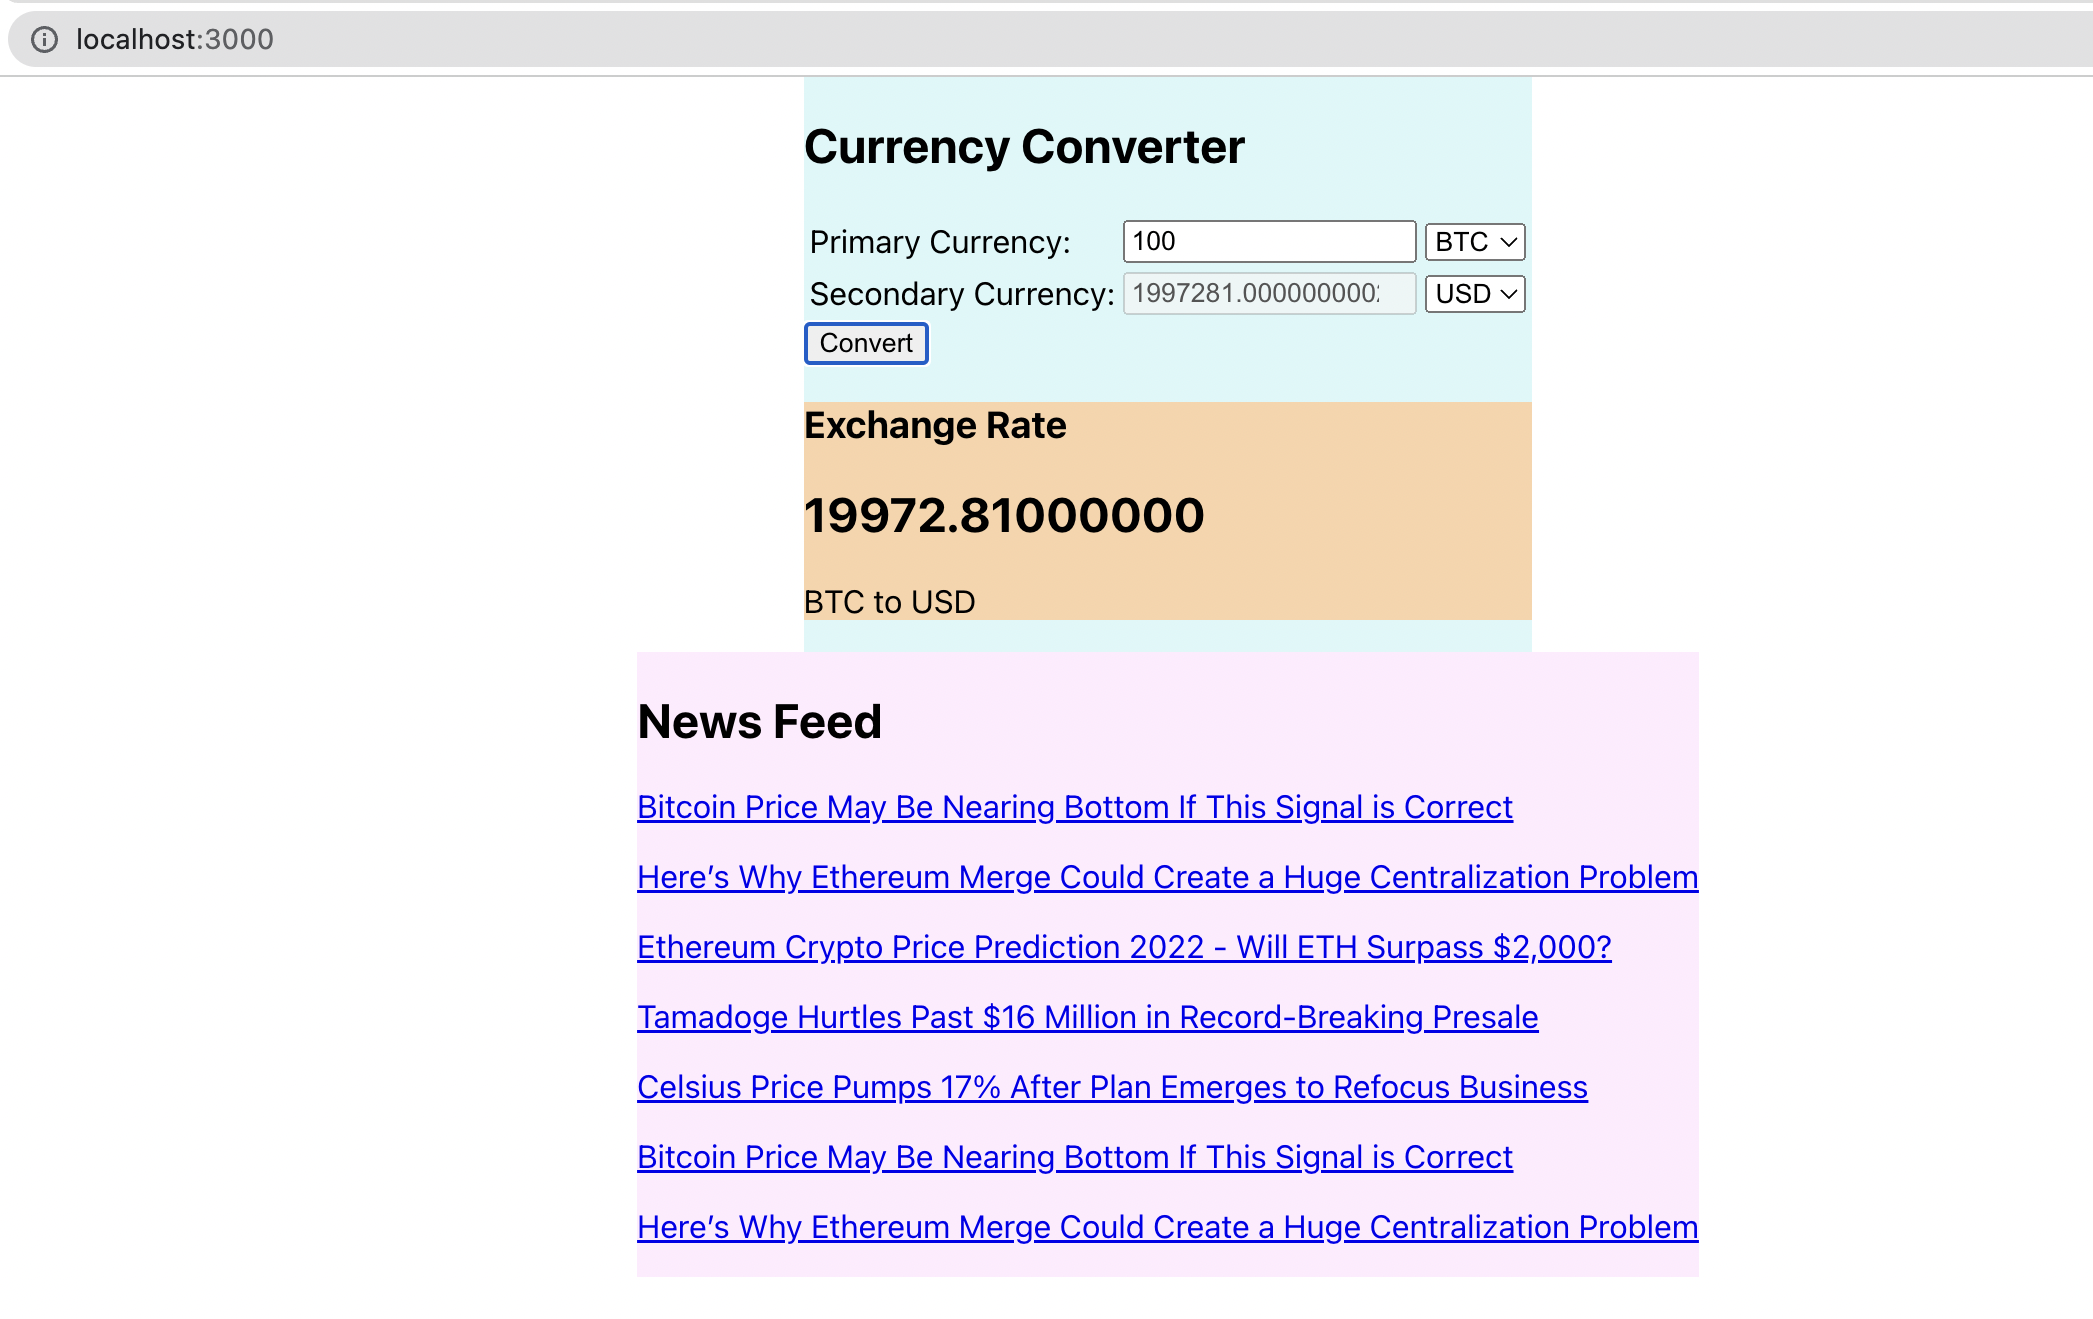 localhost:3000
Currency Converter
Primary Currency: 100 BTC
Secondary Currency: 1997281.000000000 USD
Convert
Exchange Rate
19972.81000000
BTC to USD
News Feed
Bitcoin Price May Be Nearing Bottom If This Signal is Correct
Here’s Why Ethereum Merge Could Create a Huge Centralization Problem
Ethereum Crypto Price Prediction 2022 - Will ETH Surpass $2,000?
Tamadoge Hurtles Past $16 Million in Record-Breaking Presale
Celsius Price Pumps 17% After Plan Emerges to Refocus Business
Bitcoin Price May Be Nearing Bottom If This Signal is Correct
Here’s Why Ethereum Merge Could Create a Huge Centralization Problem